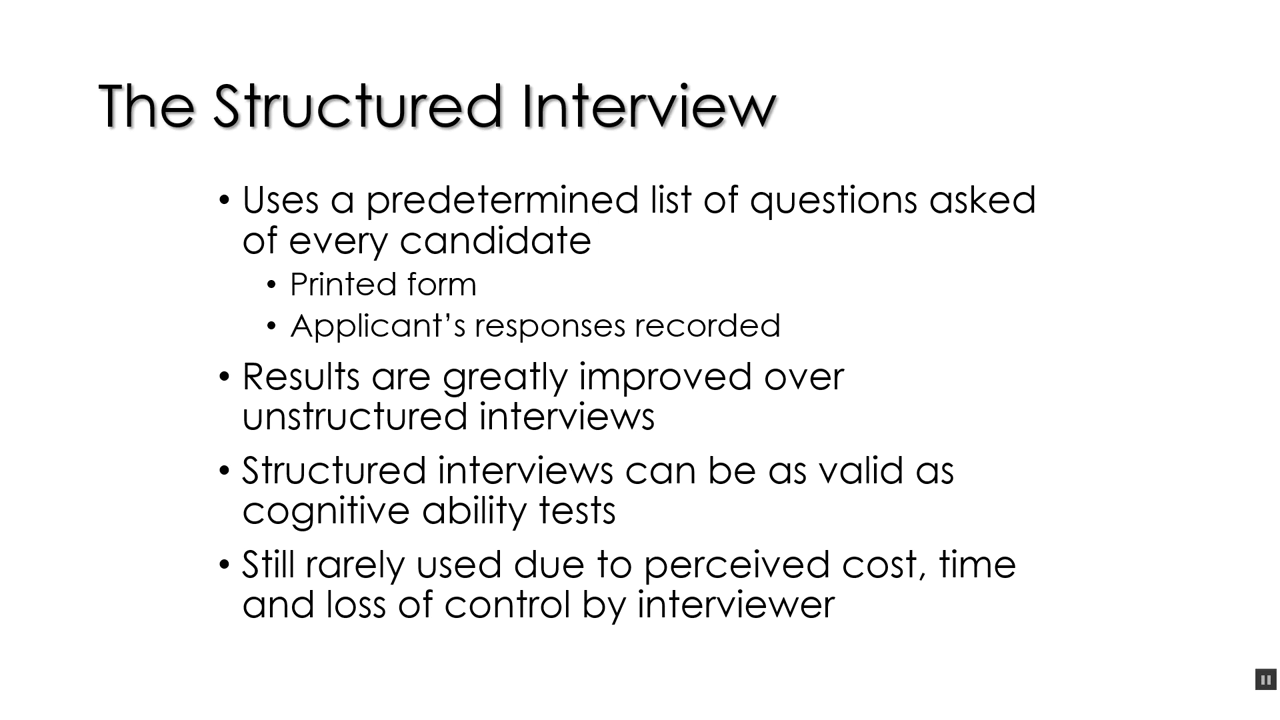 The Structured Interview
• Uses a predetermined list of questions asked
of every candidate
• Printed form
• Applicant’s responses recorded
• Results are greatly improved over
unstructured interviews
• Structured interviews can be as valid as
cognitive ability tests
• Still rarely used due to perceived cost, time
and loss of control by interviewer